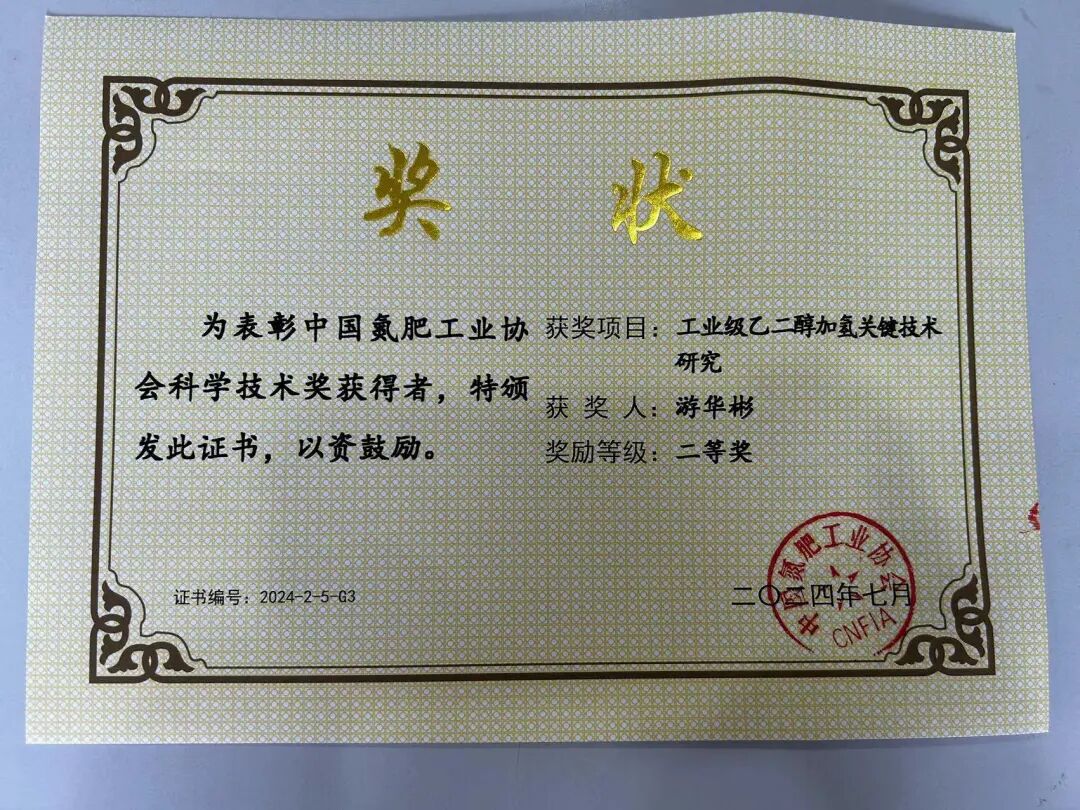 奖状
为表彰中国氮肥工业协
会科学技术奖获得者，特颁
发此证书，以资鼓励。
获奖项目：工业级乙二醇加氢关键技术
研究
获 奖 人：游华彬
奖励等级：二等奖
证书编号：2024-2-5-G3
二〇二四年七月
中国氮肥工业协会
CNFIA